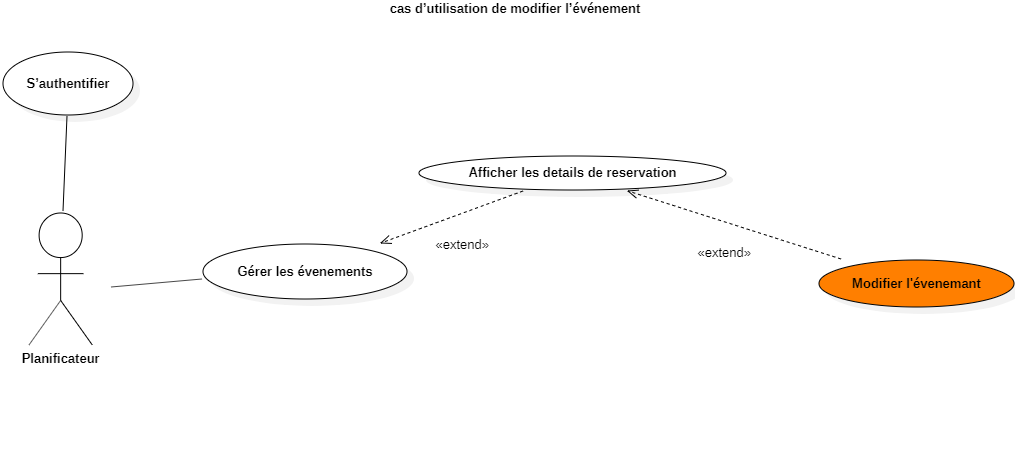 cas d’utilisation de modifier l’événement
S’authentifier
Afficher les details de reservation
«extend»
«extend»
Gérer les évenements
Modifier l'évenemant
Planificateur